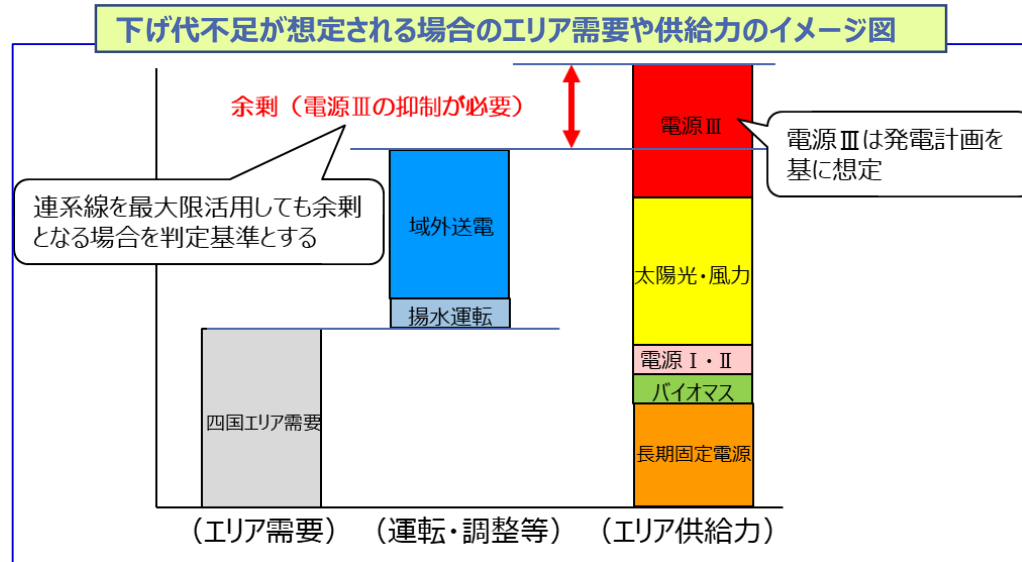 下げ代不足が想定される場合のエリア需要や供給力のイメージ図
余剰（電源Ⅲの抑制が必要）
電源Ⅲ
電源Ⅲは発電計画を
基に想定
連系線を最大限活用しても余剰
となる場合を判定基準とする
域外送電
太陽光・風力
揚水運転
電源Ⅰ・Ⅱ
バイオマス
四国エリア需要
長期固定電源
（エリア需要）
（運転・調整等）
（エリア供給力）